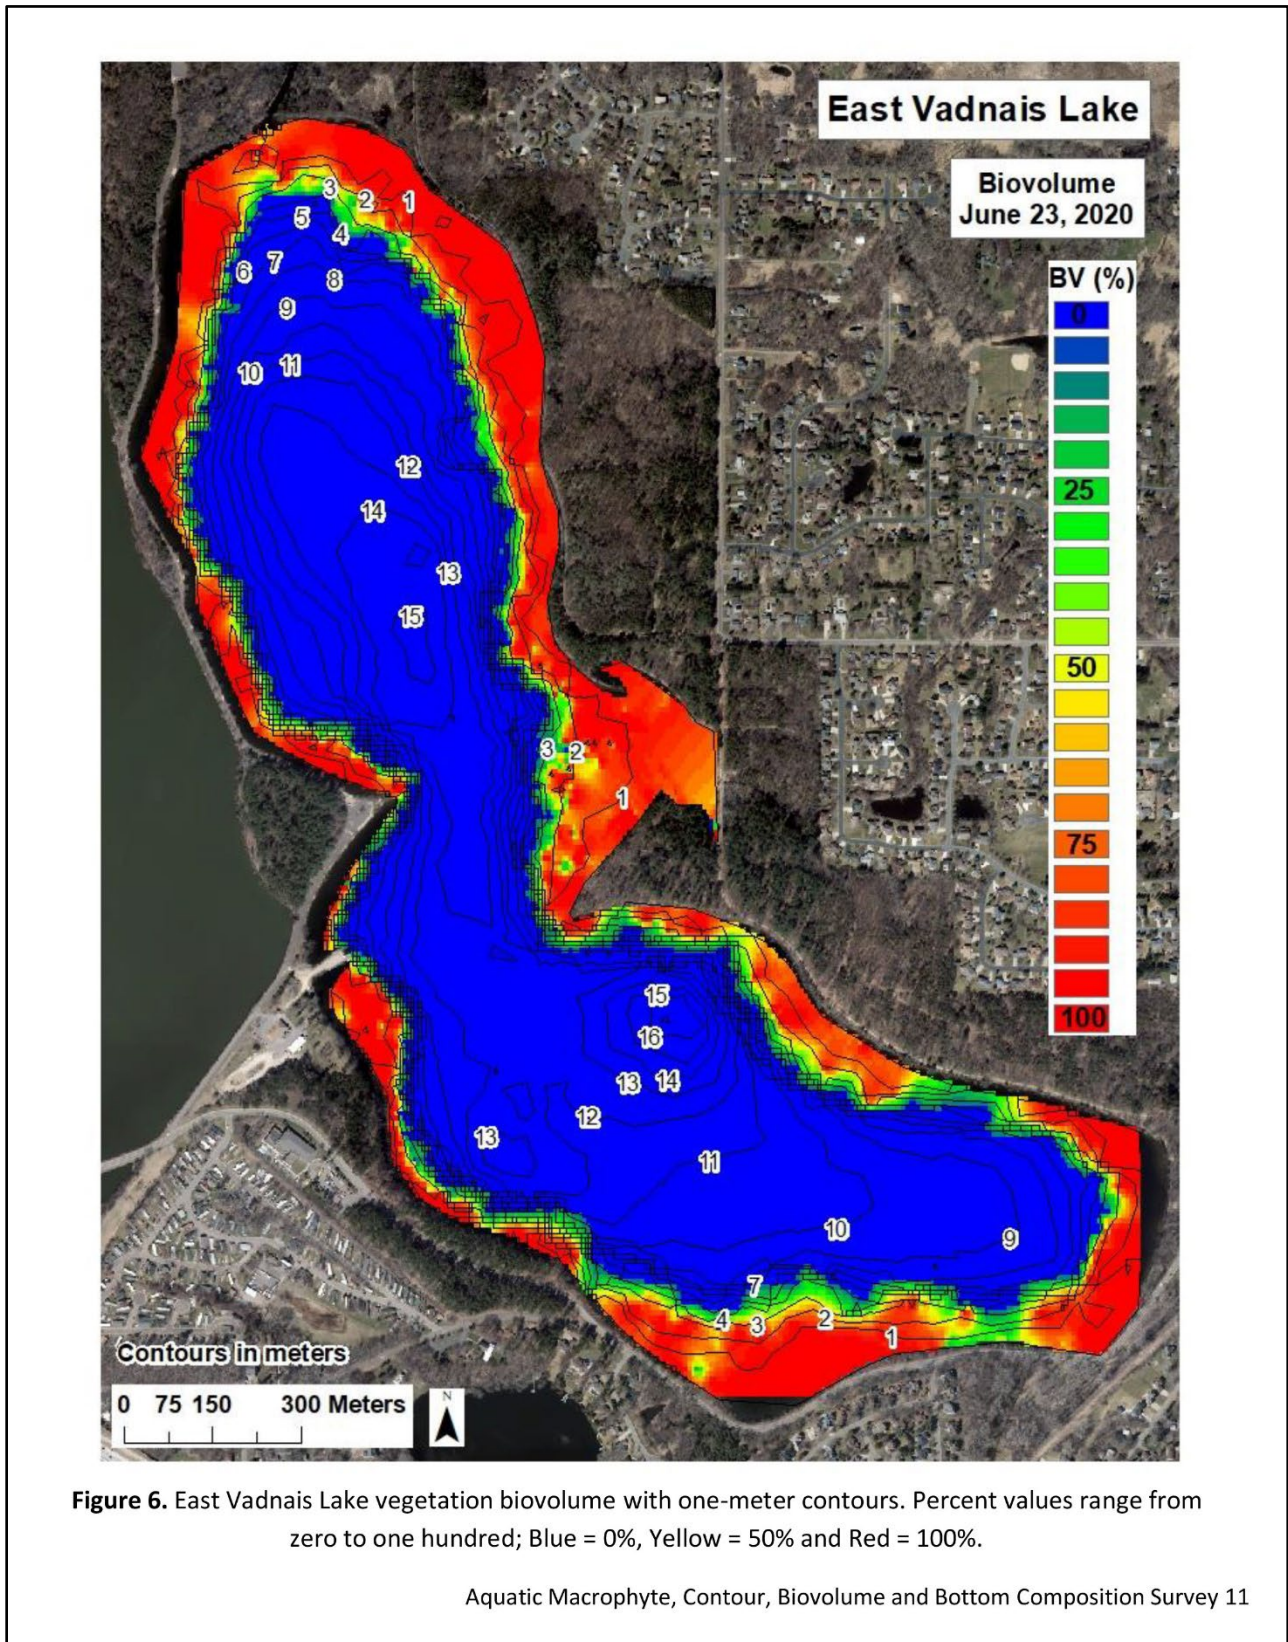 East Vadnais Lake
Biovolume
June 23, 2020
BV (%)
0
25
50
75
100
3 2 1
5 4
6 7 8
9
10 11
12
14
13
15
3 2
1
15
16
13 14
12
13
11
10 9
7
4 3 2 1
Contours in meters
0 75 150 300 Meters
N
Figure 6. East Vadnais Lake vegetation biovolume with one-meter contours. Percent values range from
zero to one hundred; Blue = 0%, Yellow = 50% and Red = 100%.
Aquatic Macrophyte, Contour, Biovolume and Bottom Composition Survey 11